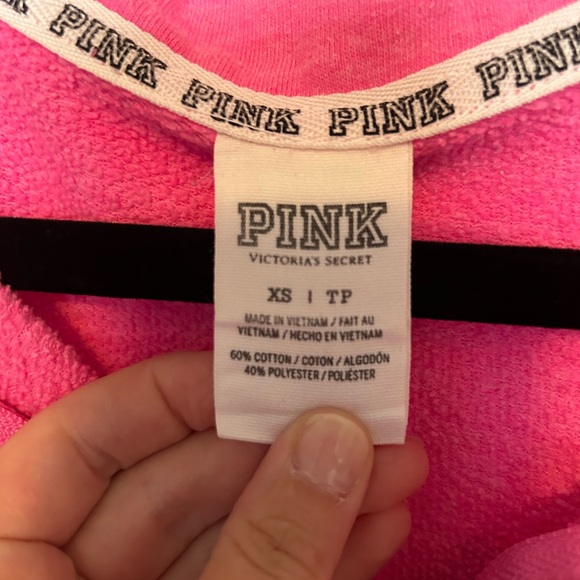 PINK PINK PINK PINK
PINK
VICTORIA'S SECRET
XS | TP
MADE IN VIETNAM / FAIT AU
VIETNAM / HECHO EN VIETNAM
60% COTTON / COTON / ALGODÓN
40% POLYESTER / POLIÉSTER